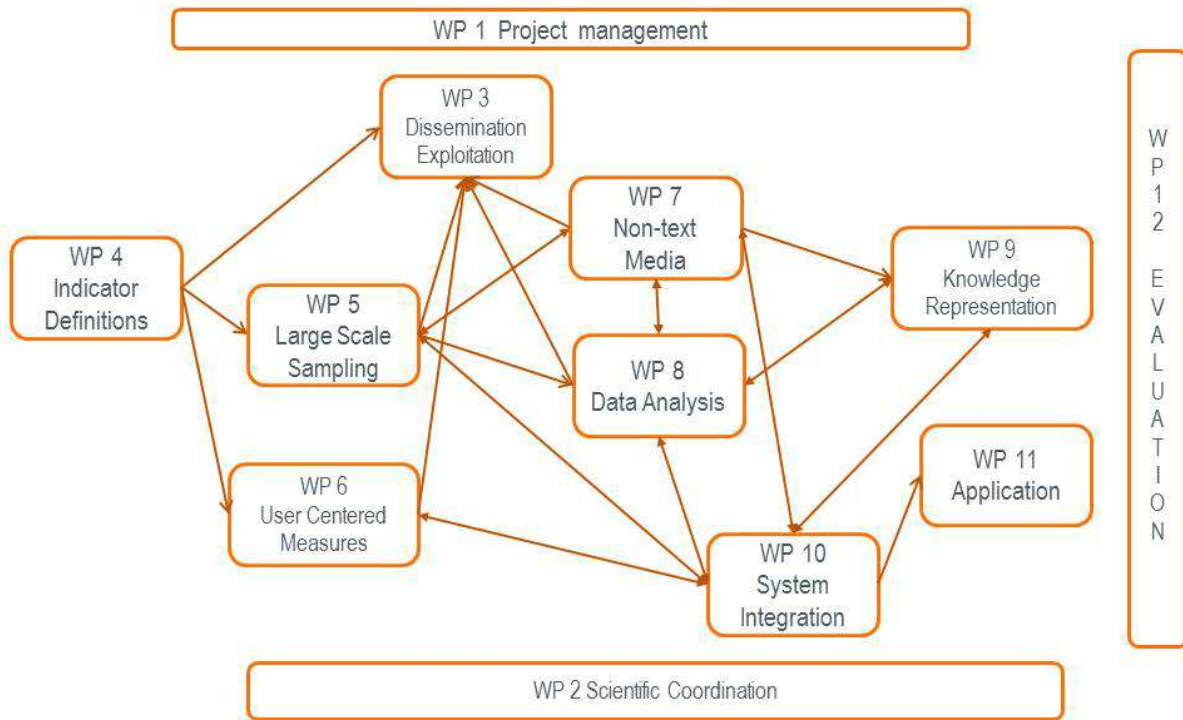 WP 1 Project management
WP 3
Dissemination
Exploitation
WP 7
Non-text
Media
WP 4
Indicator
Definitions
WP 5
Large Scale
Sampling
WP 9
Knowledge
Representation
WP 8
Data Analysis
WP 6
User Centered
Measures
WP 11
Application
WP 10
System
Integration
WP 2 Scientific Coordination
WP12 EVALUATION